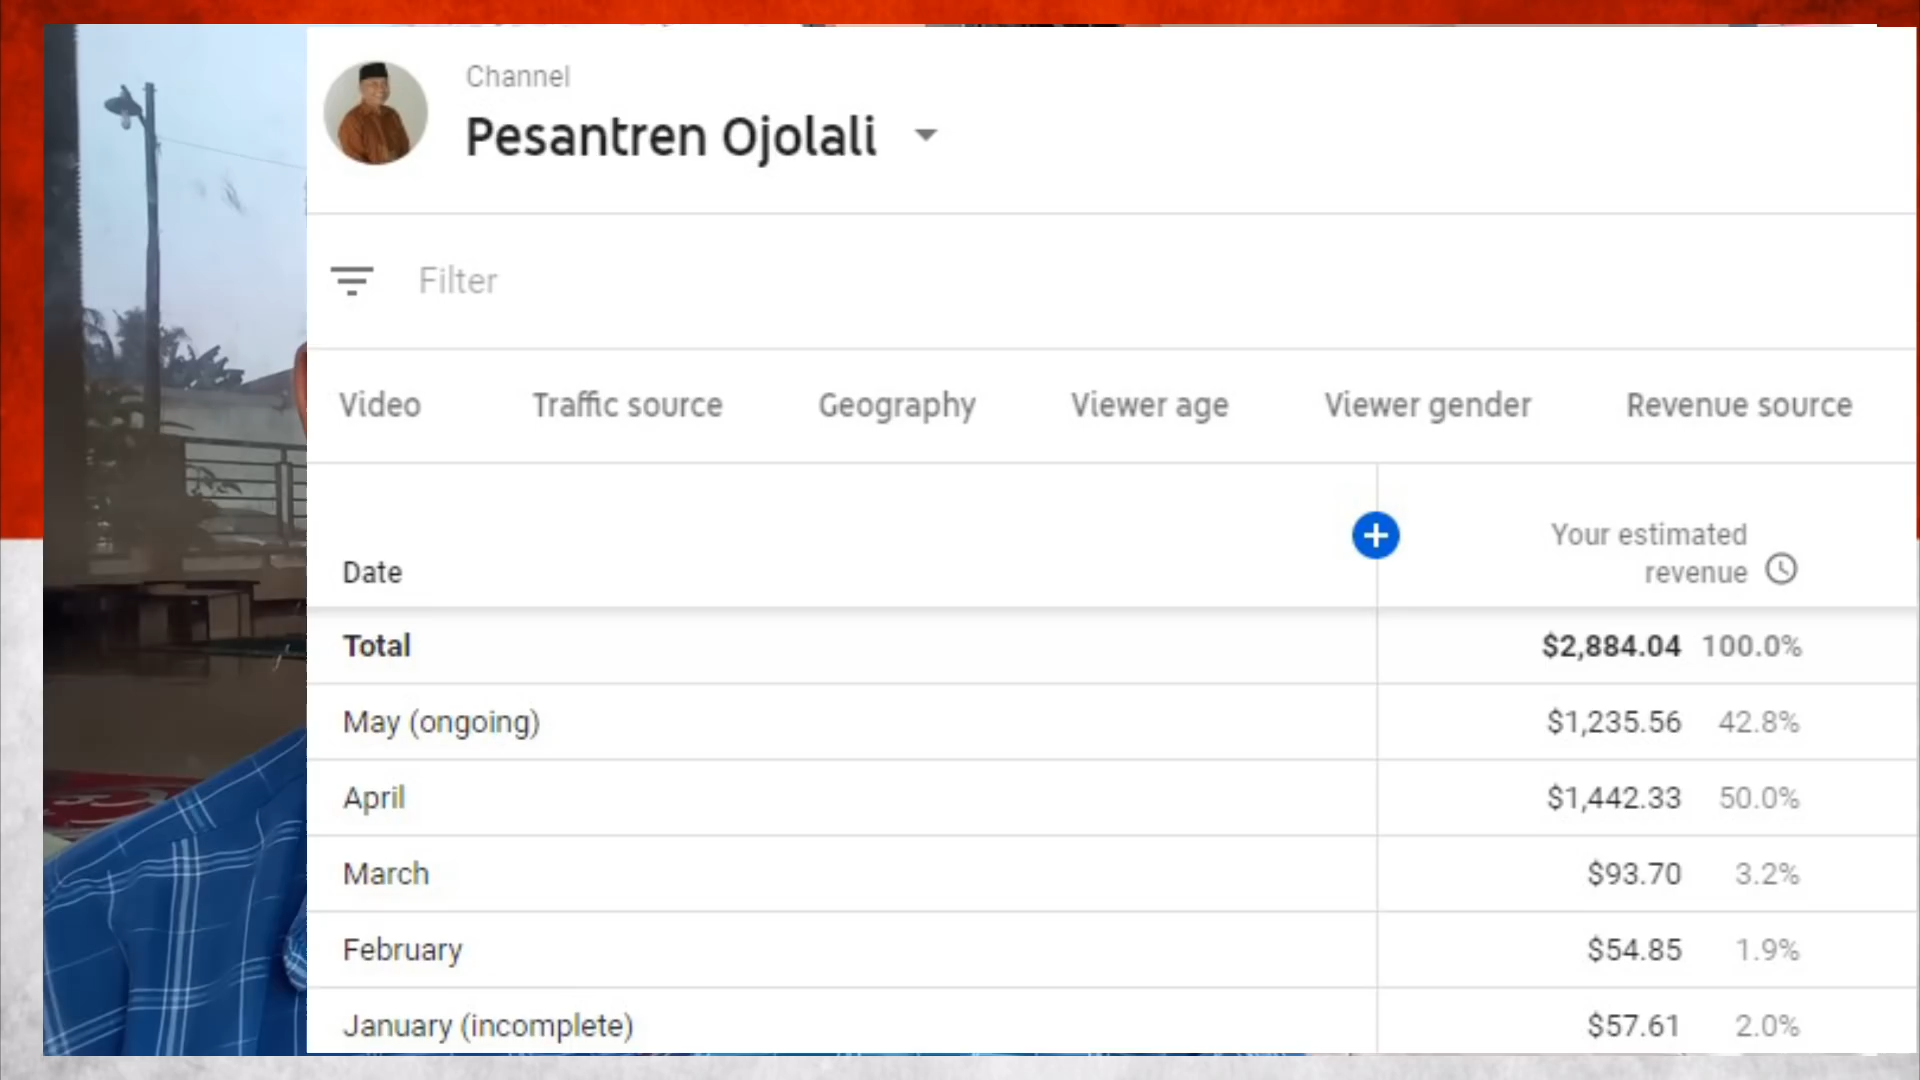 Channel
Pesantren Ojolali
Filter
Video Traffic source Geography Viewer age Viewer gender Revenue source
Date Your estimated
revenue
Total $2,884.04 100.0%
May (ongoing) $1,235.56 42.8%
April $1,442.33 50.0%
March $93.70 3.2%
February $54.85 1.9%
January (incomplete) $57.61 2.0%